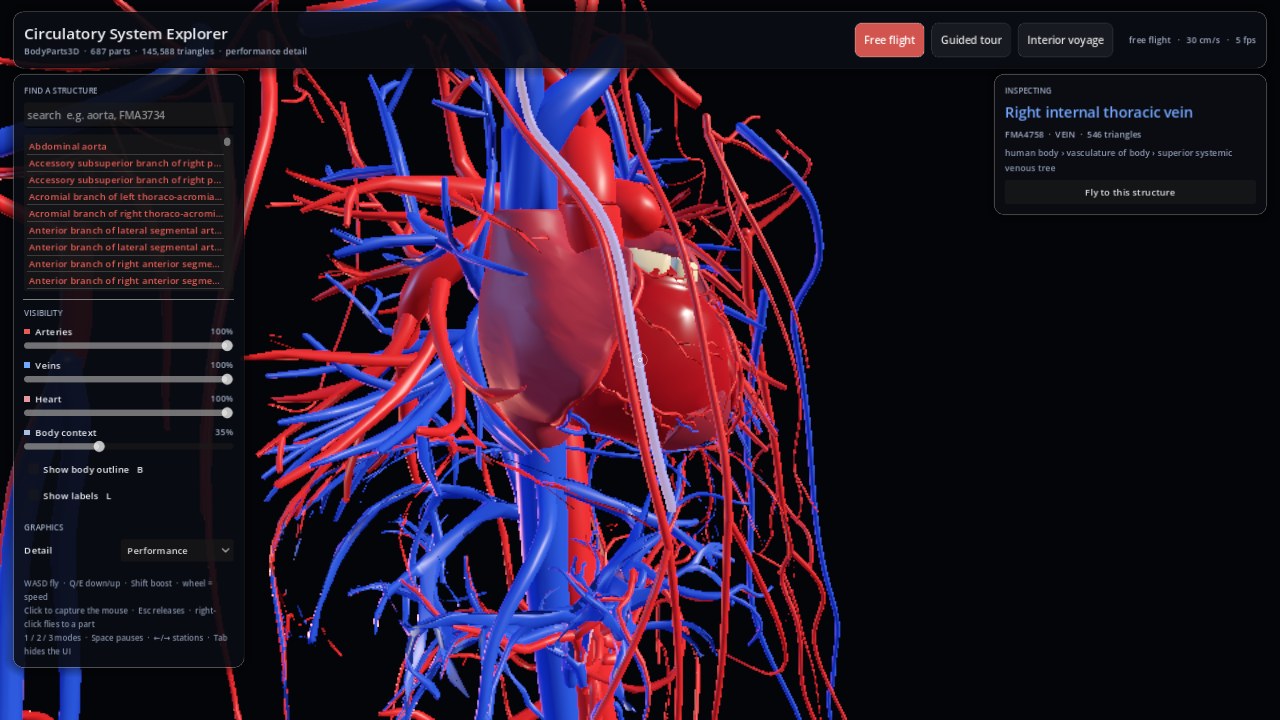 Circulatory System Explorer
BodyParts3D · 687 parts · 145,588 triangles · performance detail
Free flight
Guided tour
Interior voyage
free flight · 30 cm/s · 5 fps
FIND A STRUCTURE
search e.g. aorta, FMA3734
Abdominal aorta
Accessory subsuperior branch of right p...
Accessory subsuperior branch of right p...
Acromial branch of left thoraco-acromia...
Acromial branch of right thoraco-acromi...
Anterior branch of lateral segmental art...
Anterior branch of lateral segmental art...
Anterior branch of right anterior segme...
Anterior branch of right anterior segme...
VISIBILITY
Arteries 100%
Veins 100%
Heart 100%
Body context 35%
Show body outline B
Show labels L
GRAPHICS
Detail Performance
WASD fly · Q/E down/up · Shift boost · wheel =
speed
Click to capture the mouse · Esc releases · right-
click flies to a part
1 / 2 / 3 modes · Space pauses · ←/→ stations · Tab
hides the UI
INSPECTING
Right internal thoracic vein
FMA4758 · VEIN · 546 triangles
human body › vasculature of body › superior systemic
venous tree
Fly to this structure